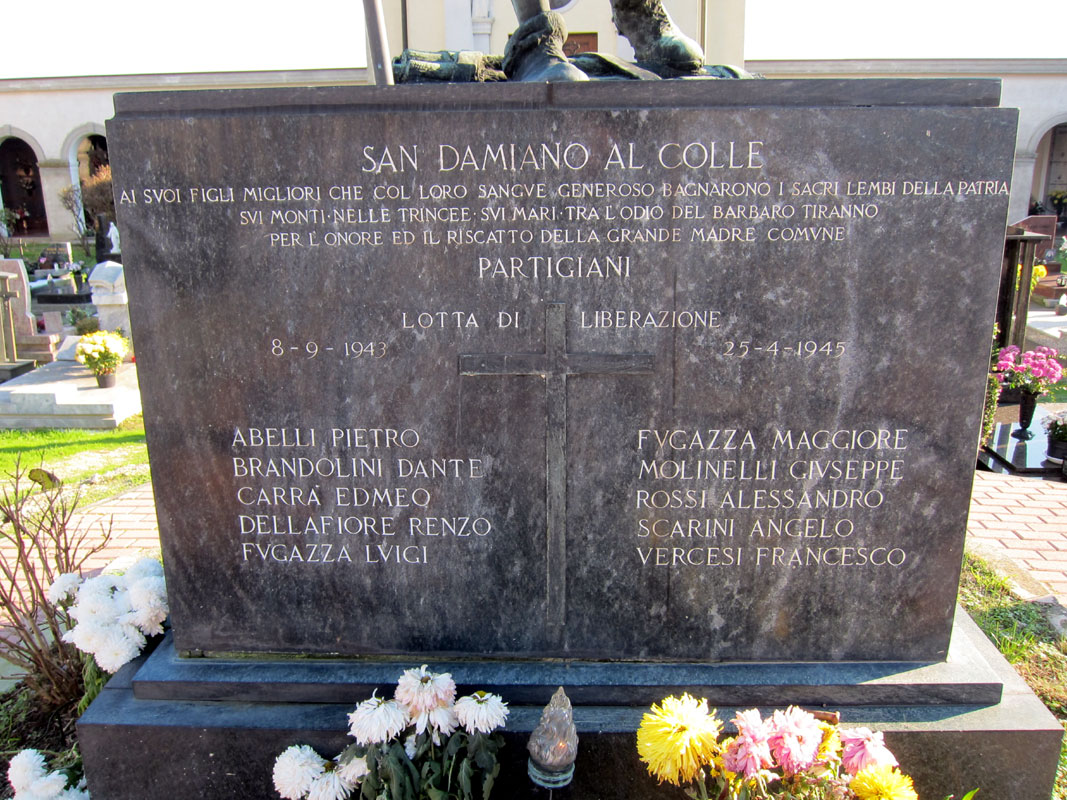 SAN DAMIANO AL COLLE
AI SVOI FIGLI MIGLIORI CHE COL LORO SANGVE GENEROSO BAGNARONO I SACRI LEMBI DELLA PATRIA
SVI MONTI · NELLE TRINCEE · SVI MARI · TRA L'ODIO DEL BARBARO TIRANNO
PER L'ONORE ED IL RISCATTO DELLA GRANDE MADRE COMVNE
PARTIGIANI
LOTTA DI LIBERAZIONE
8-9-1943 25-4-1945
ABELLI PIETRO
BRANDOLINI DANTE
CARRA EDMEO
DELLAFIORE RENZO
FVGAZZA LVIGI
FVGAZZA MAGGIORE
MOLINELLI GIVSEPPE
ROSSI ALESSANDRO
SCARINI ANGELO
VERCESI FRANCESCO